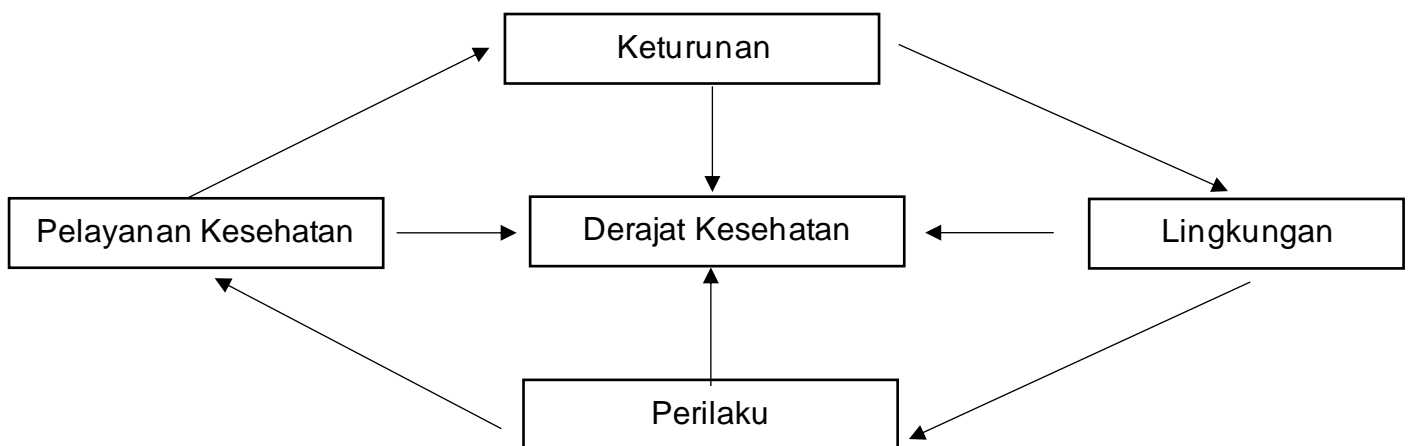 Keturunan
Pelayanan Kesehatan
Derajat Kesehatan
Lingkungan
Perilaku